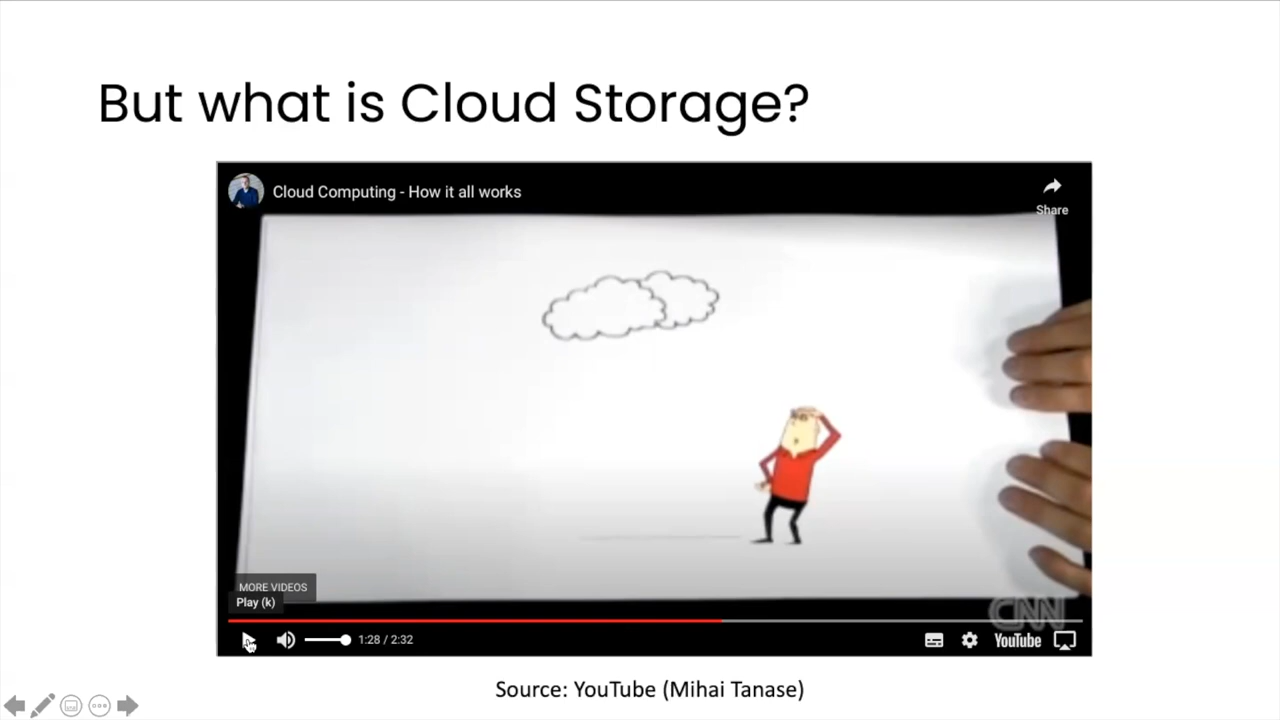 But what is Cloud Storage?
Cloud Computing - How it all works
Share
MORE VIDEOS
Play (k)
CNN
1:28 / 2:32
YouTube
Source: YouTube (Mihai Tanase)